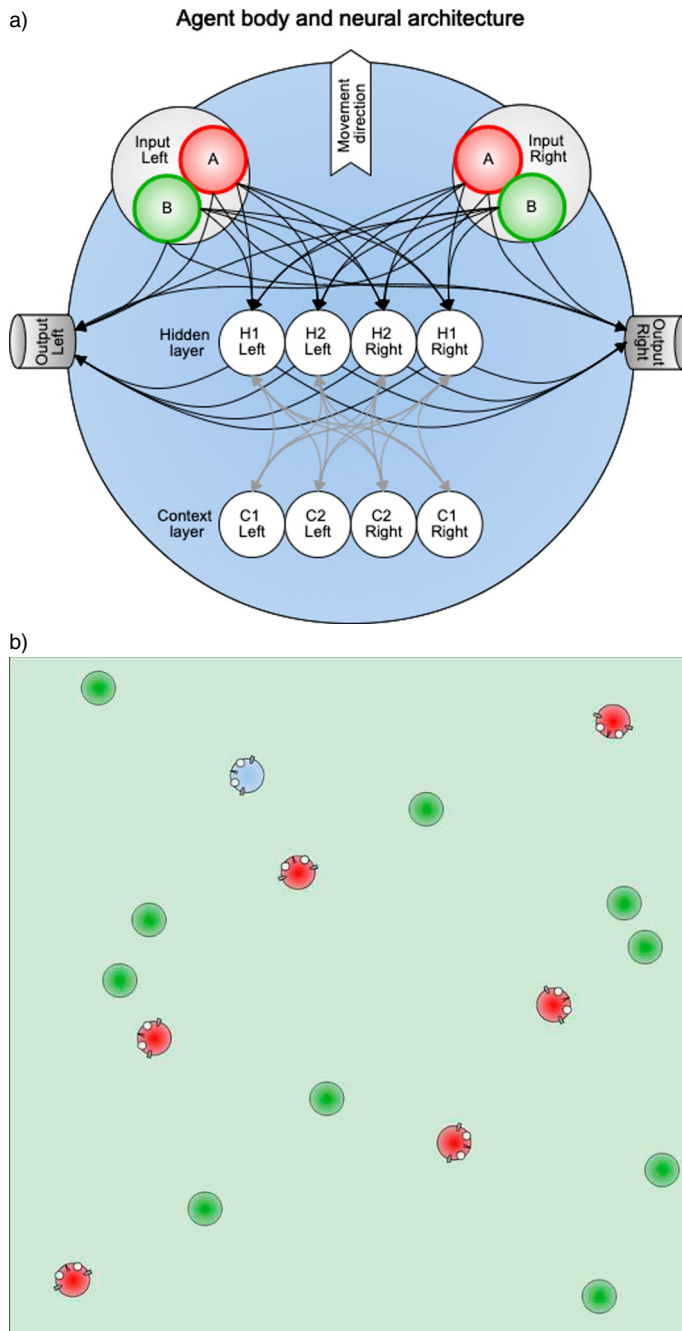 a)
Agent body and neural architecture
Movement
direction
Input
Left
A
B
A
Input
Right
B
Output
Left
Output
Right
Hidden
layer
H1
Left
H2
Left
H2
Right
H1
Right
Context
layer
C1
Left
C2
Left
C2
Right
C1
Right
b)